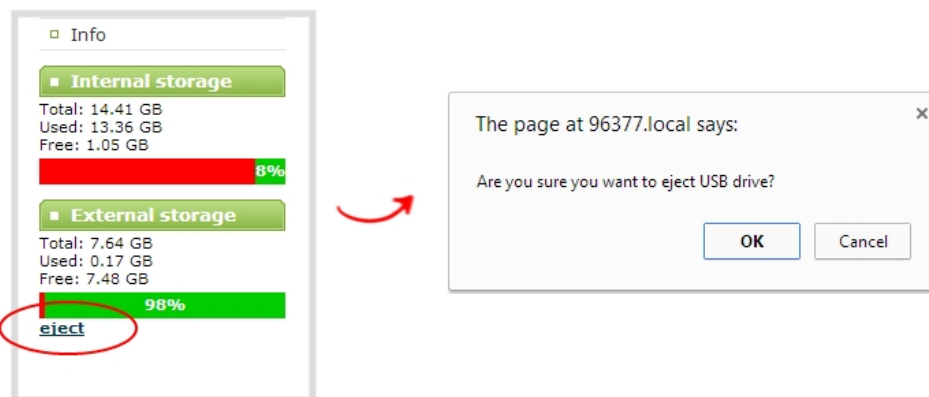 Info
Internal storage
Total: 14.41 GB
Used: 13.36 GB
Free: 1.05 GB
8%
External storage
Total: 7.64 GB
Used: 0.17 GB
Free: 7.48 GB
98%
eject
The page at 96377.local says:
Are you sure you want to eject USB drive?
OK Cancel